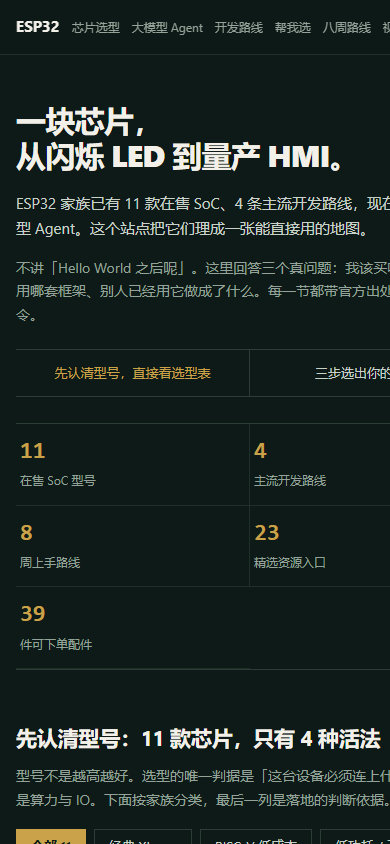 ESP32 芯片选型 大模型 Agent 开发路线 帮我选 八周路线
一块芯片，
从闪烁 LED 到量产 HMI。
ESP32 家族已有 11 款在售 SoC、4 条主流开发路线，现在
型 Agent。这个站点把它们理成一张能直接用的地图。
不讲「Hello World 之后呢」。这里回答三个真问题：我该买
用哪套框架、别人已经用它做成了什么。每一节都带官方出处
令。
先认清型号，直接看选型表 三步选出你的
11 4
在售 SoC 型号 主流开发路线
8 23
周上手路线 精选资源入口
39
件可下单配件
先认清型号：11 款芯片，只有 4 种活法
型号不是越高越好。选型的唯一判据是「这台设备必须连上什
是算力与 IO。下面按家族分类，最后一列是落地的判断依据。